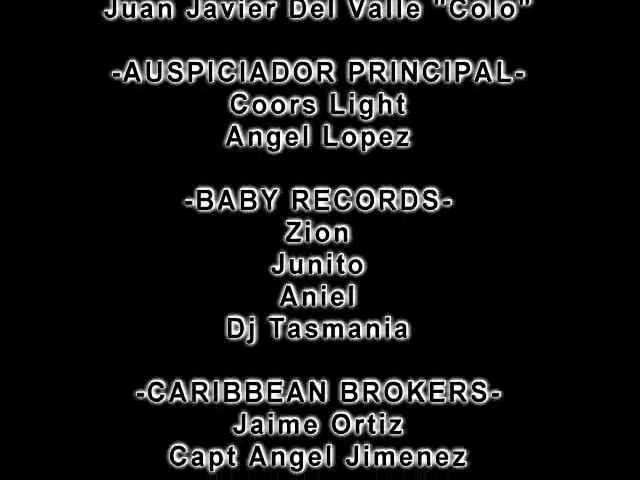 Juan Javier Del Valle "Colo"
-AUSPICIADOR PRINCIPAL-
Coors Light
Angel Lopez
-BABY RECORDS-
Zion
Junito
Aniel
Dj Tasmania
-CARIBBEAN BROKERS-
Jaime Ortiz
Capt Angel Jimenez